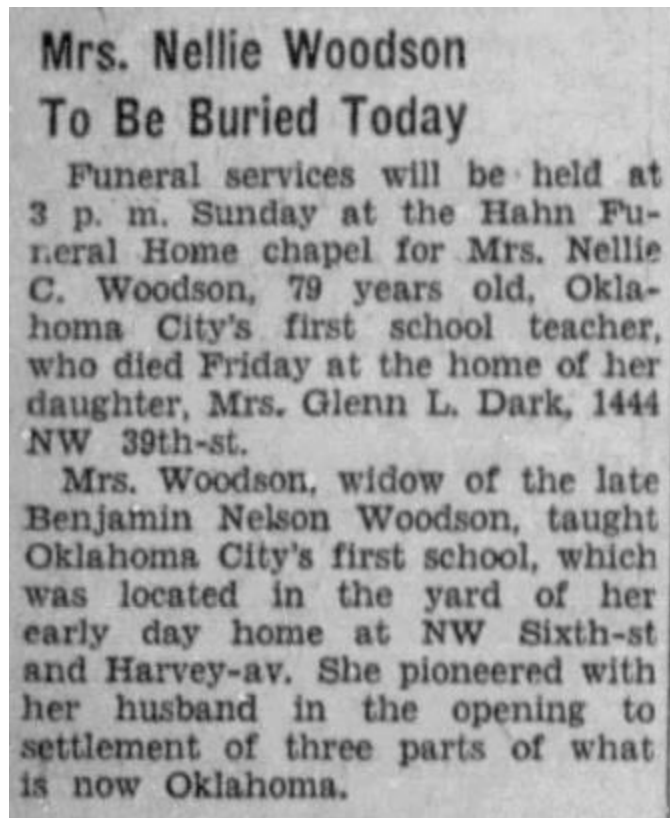 Mrs. Nellie Woodson
To Be Buried Today
Funeral services will be held at
3 p. m. Sunday at the Hahn Fu-
neral Home chapel for Mrs. Nellie
C. Woodson, 79 years old, Okla-
homa City's first school teacher,
who died Friday at the home of her
daughter, Mrs. Glenn L. Dark, 1444
NW 39th-st.
Mrs. Woodson, widow of the late
Benjamin Nelson Woodson, taught
Oklahoma City's first school, which
was located in the yard of her
early day home at NW Sixth-st
and Harvey-av. She pioneered with
her husband in the opening to
settlement of three parts of what
is now Oklahoma.